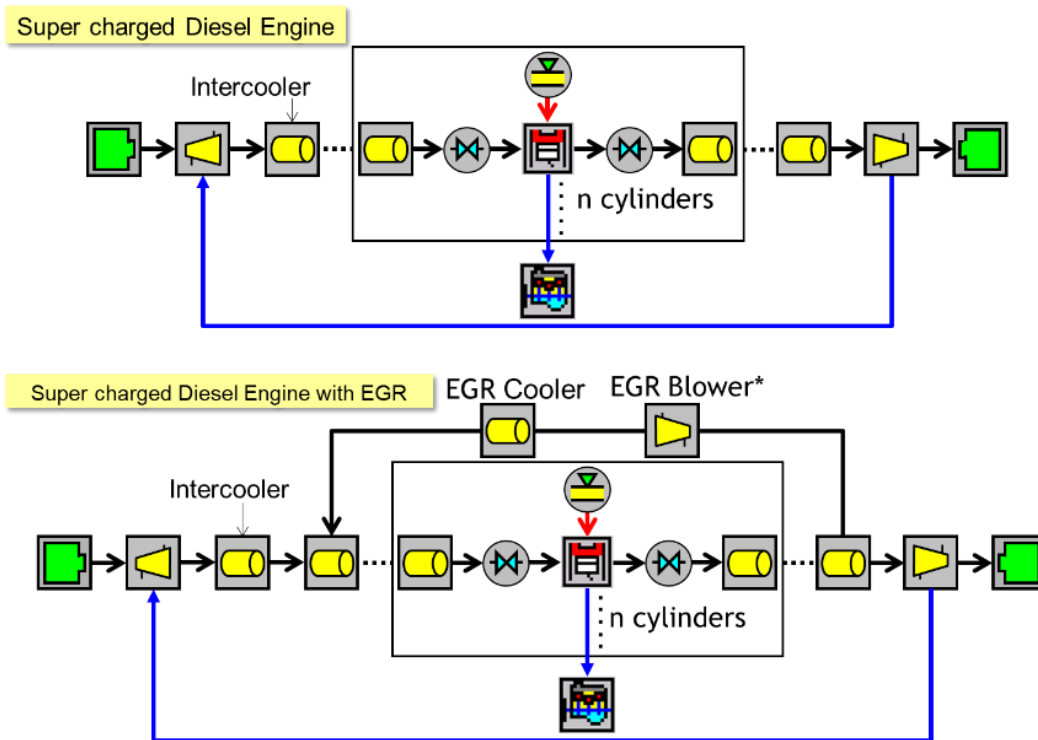 Super charged Diesel Engine
Intercooler
n cylinders
Super charged Diesel Engine with EGR
EGR Cooler
EGR Blower*
Intercooler
n cylinders